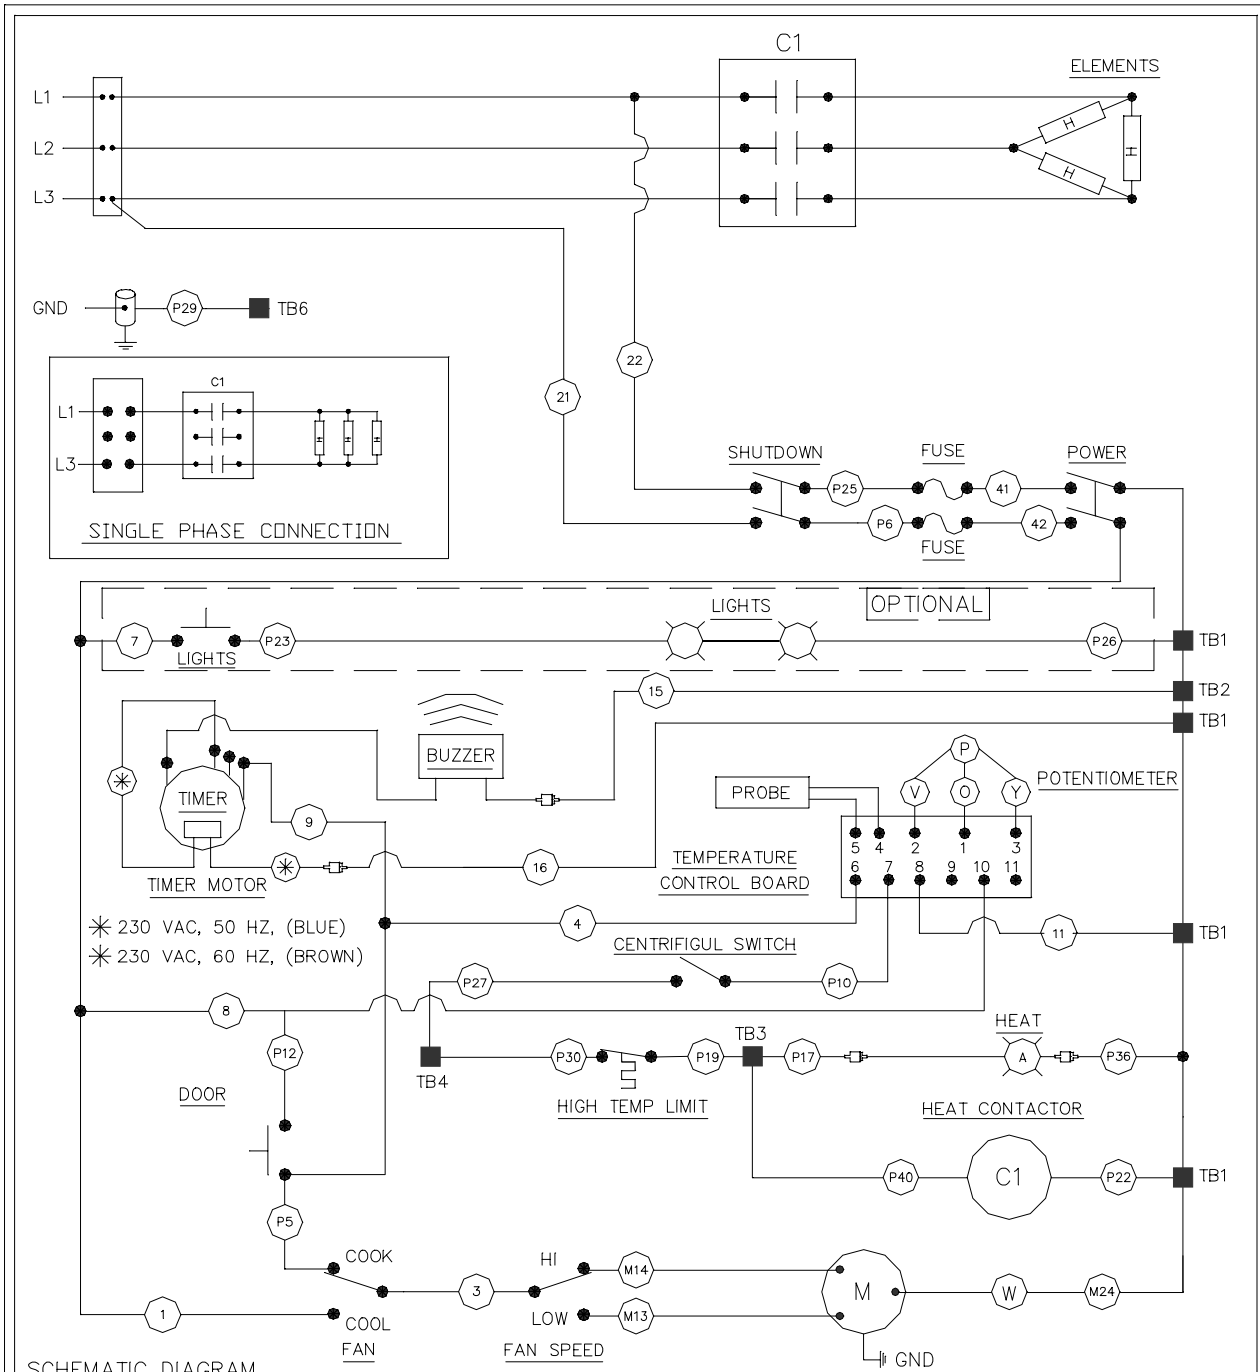 C1
ELEMENTS
L1
H
H
L2
H
L3
GND
P29
TB6
22
21
C1
L1
H
H
H
L3
SINGLE PHASE CONNECTION
SHUTDOWN
FUSE
POWER
P25
41
P6
42
FUSE
LIGHTS
OPTIONAL
7
P23
P26
TB1
LIGHTS
15
TB2
TB1
BUZZER
P
POTENTIOMETER
TIMER
PROBE
V
O
Y
9
5
4
2
1
3
TEMPERATURE
CONTROL BOARD
6
7
8
9
10
11
16
TIMER MOTOR
230 VAC, 50 HZ, (BLUE)
230 VAC, 60 HZ, (BROWN)
4
11
TB1
CENTRIFIGUL SWITCH
P27
P10
8
HEAT
P12
TB3
P30
P19
P17
A
P36
TB4
DOOR
HIGH TEMP LIMIT
HEAT CONTACTOR
P40
C1
P22
TB1
P5
COOK
HI
M14
3
M
W
M24
1
LOW
M13
COOL
FAN
FAN SPEED
GND
SCHEMATIC DIAGRAM